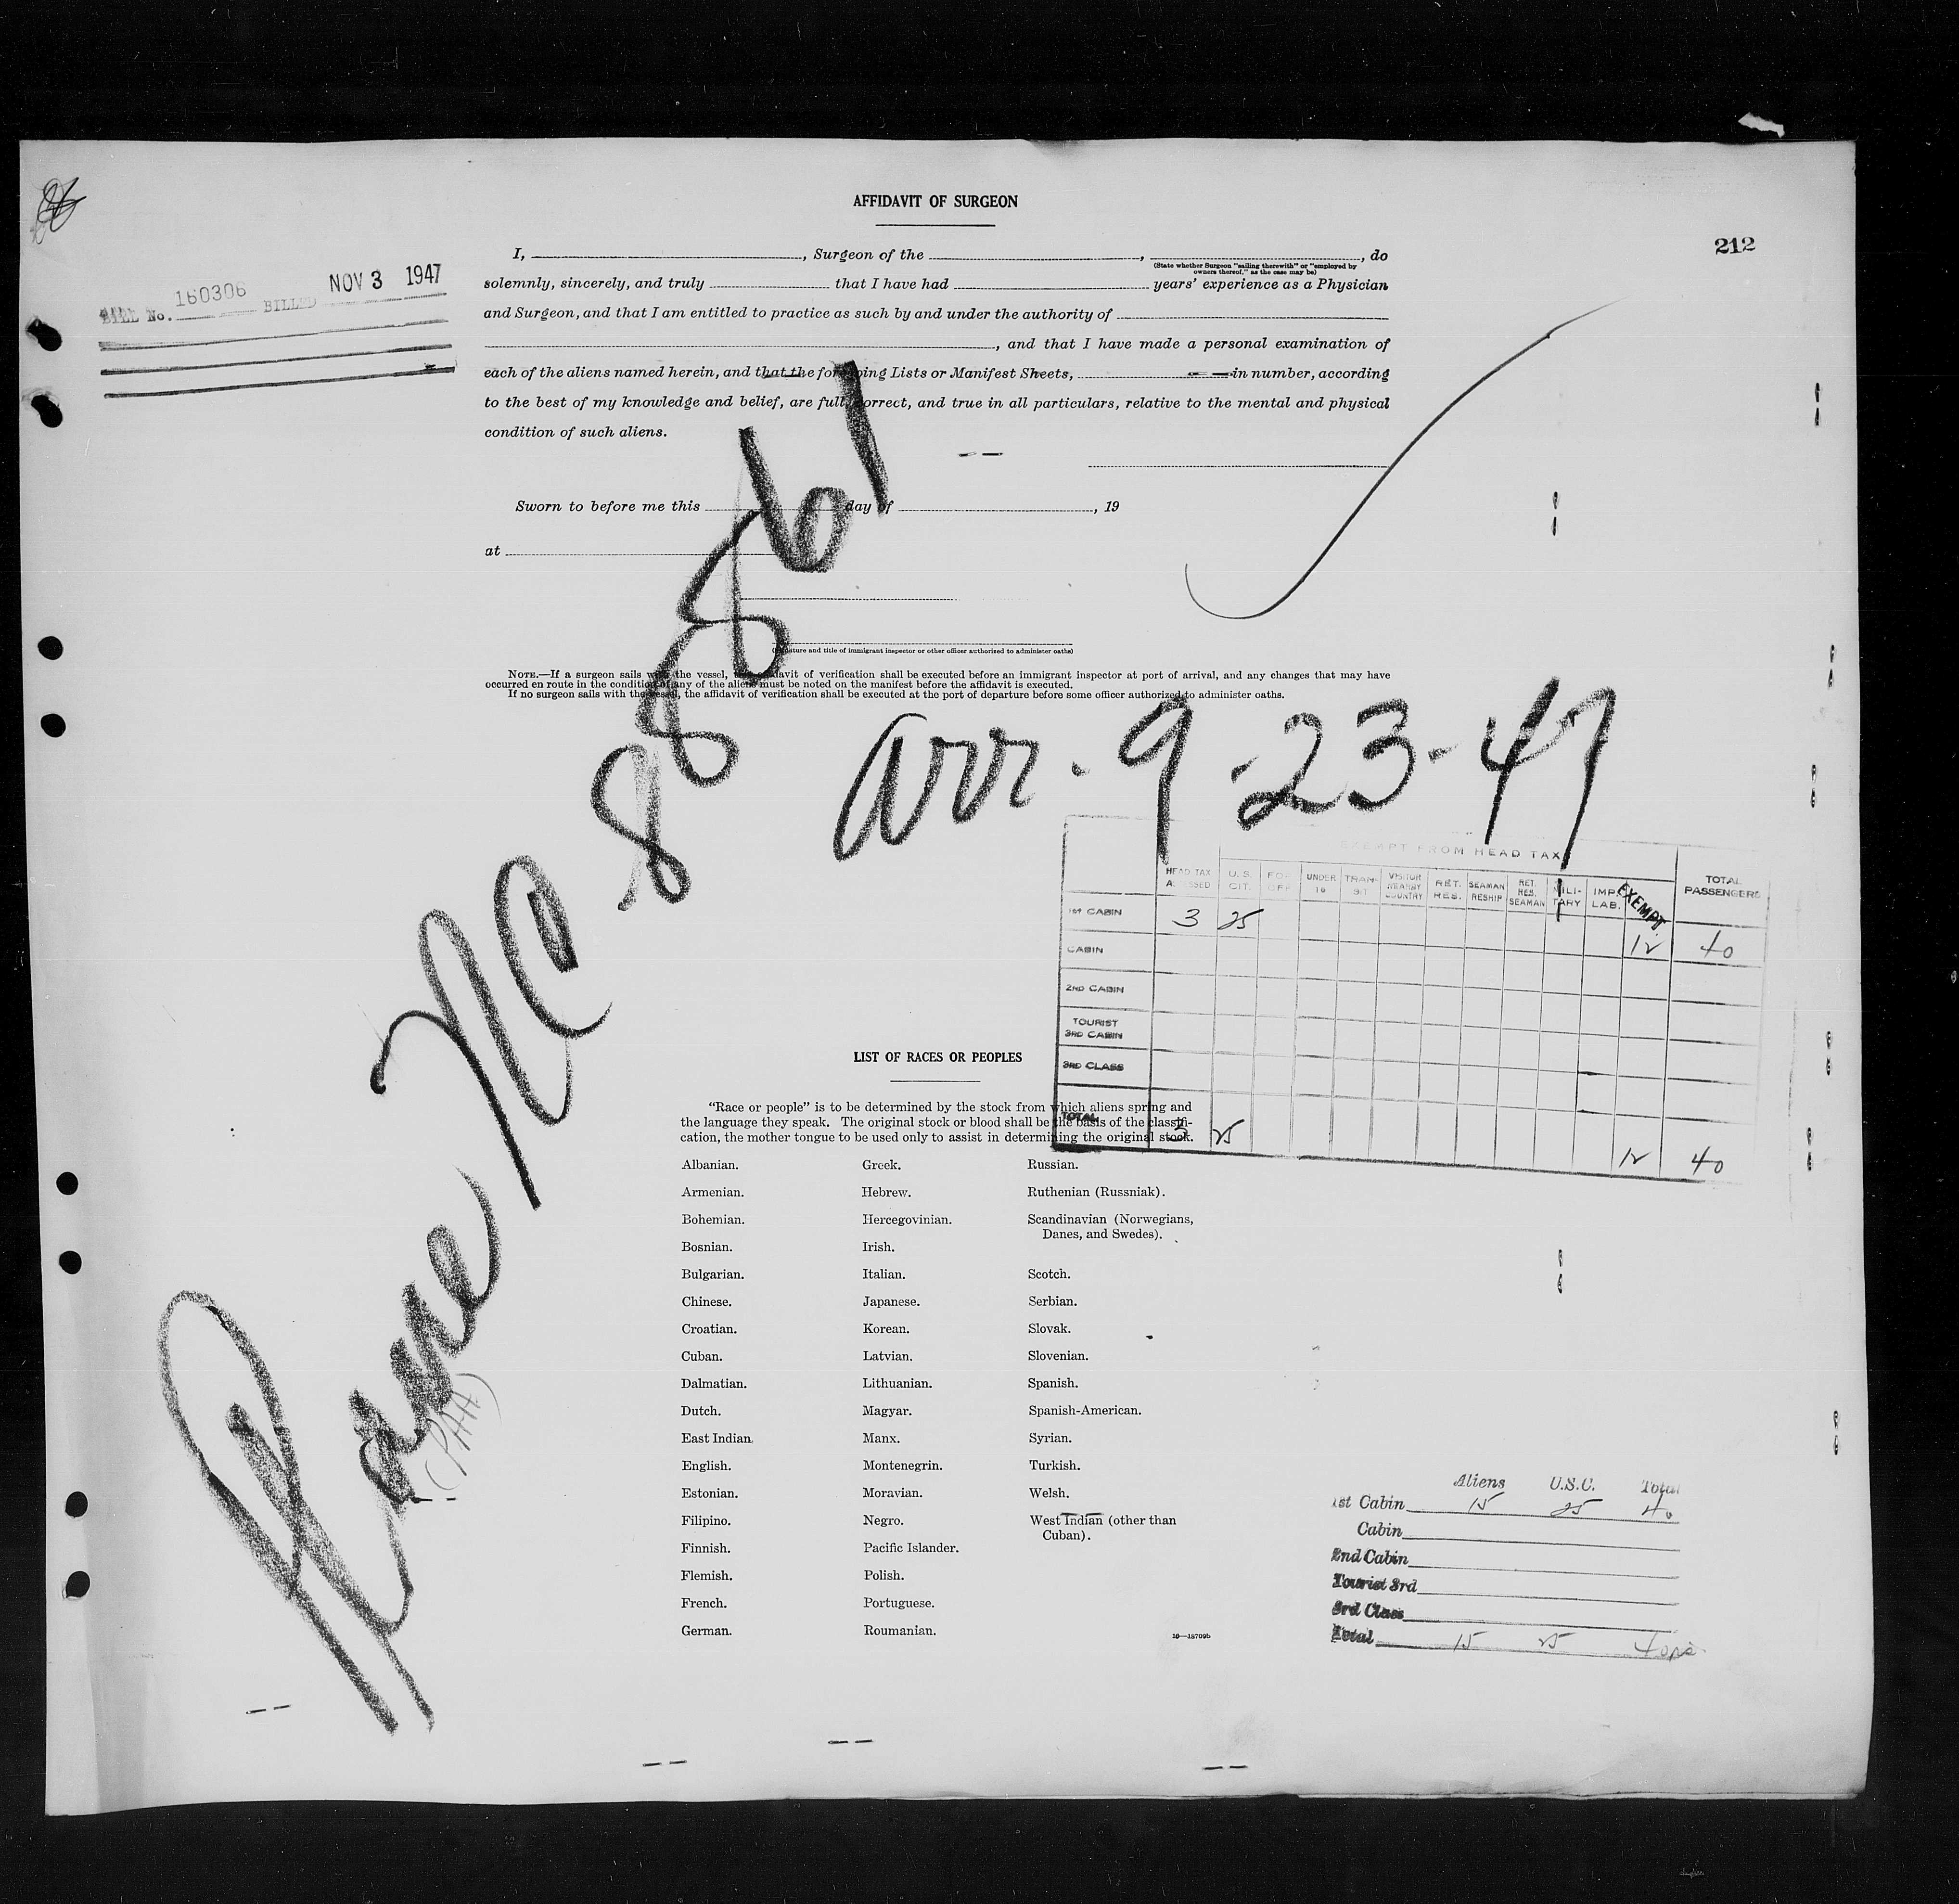 AFFIDAVIT OF SURGEON
212
I, , Surgeon of the , , do
(State whether Surgeon "sailing therewith" or "employed by
owners thereof," as the case may be)
solemnly, sincerely, and truly that I have had years' experience as a Physician
and Surgeon, and that I am entitled to practice as such by and under the authority of
, and that I have made a personal examination of
each of the aliens named herein, and that the foregoing Lists or Manifest Sheets, in number, according
to the best of my knowledge and belief, are full, correct, and true in all particulars, relative to the mental and physical
condition of such aliens.
BILL No. 160306 BILLED NOV 3 1947
Sworn to before me this day of , 19
at
(Signature and title of immigrant inspector or other officer authorized to administer oaths)
NOTE.—If a surgeon sails with the vessel, the affidavit of verification shall be executed before an immigrant inspector at port of arrival, and any changes that may have
occurred en route in the condition of any of the aliens must be noted on the manifest before the affidavit is executed.
If no surgeon sails with the vessel, the affidavit of verification shall be executed at the port of departure before some officer authorized to administer oaths.
Plane NC 88861
(PAA)
arr. 9-23-47
EXEMPT FROM HEAD TAX
HEAD TAX ASSESSED U.S. CIT. UNDER 16 TRANSIT VISITOR NEARBY COUNTRY RET. RES. SEAMAN RESHIP RET. RES. SEAMAN MILITARY IMP. LAB. EXEMPT TOTAL PASSENGERS
1st CABIN 3 25
CABIN 12 40
2ND CABIN
TOURIST
3RD CABIN
3RD CLASS
TOTAL 3 25 12 40
LIST OF RACES OR PEOPLES
"Race or people" is to be determined by the stock from which aliens spring and
the language they speak. The original stock or blood shall be the basis of the classifi-
cation, the mother tongue to be used only to assist in determining the original stock.
Albanian. Greek. Russian.
Armenian. Hebrew. Ruthenian (Russniak).
Bohemian. Hercegovinian. Scandinavian (Norwegians,
Danes, and Swedes).
Bosnian. Irish.
Bulgarian. Italian. Scotch.
Chinese. Japanese. Serbian.
Croatian. Korean. Slovak.
Cuban. Latvian. Slovenian.
Dalmatian. Lithuanian. Spanish.
Dutch. Magyar. Spanish-American.
East Indian. Manx. Syrian.
English. Montenegrin. Turkish.
Estonian. Moravian. Welsh.
Filipino. Negro. West Indian (other than
Cuban).
Finnish. Pacific Islander.
Flemish. Polish.
French. Portuguese.
German. Roumanian.
16—18709b
Aliens U.S.C. Total
1st Cabin 15 25 40
Cabin
2nd Cabin
Tourist 3rd
3rd Class
Total 15 25 40